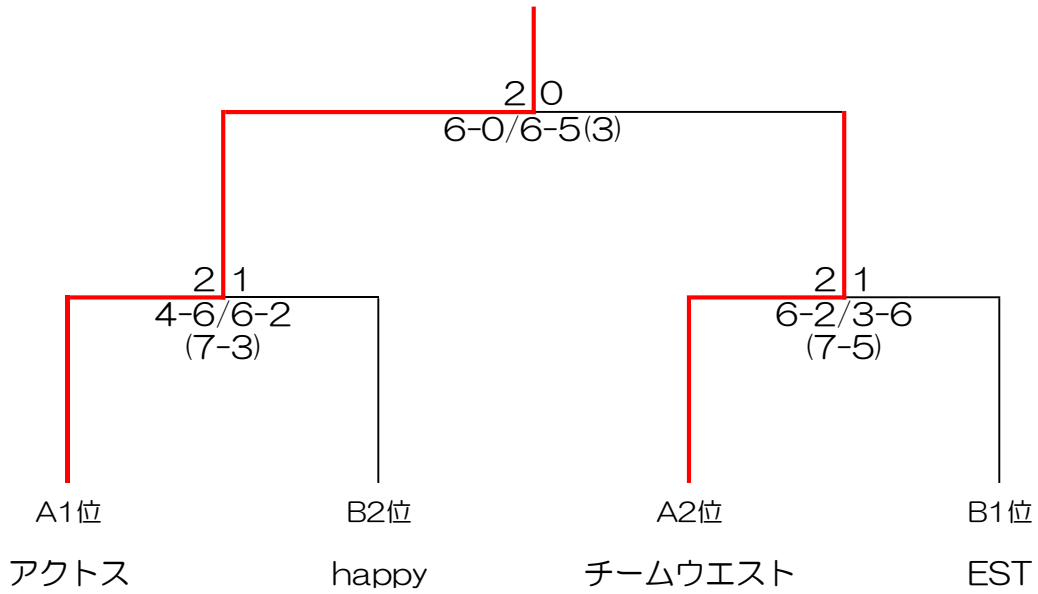 2 0
6-0/6-5(3)
2 1
4-6/6-2
(7-3)
2 1
6-2/3-6
(7-5)
A1位
B2位
A2位
B1位
アクトス
happy
チームウエスト
EST